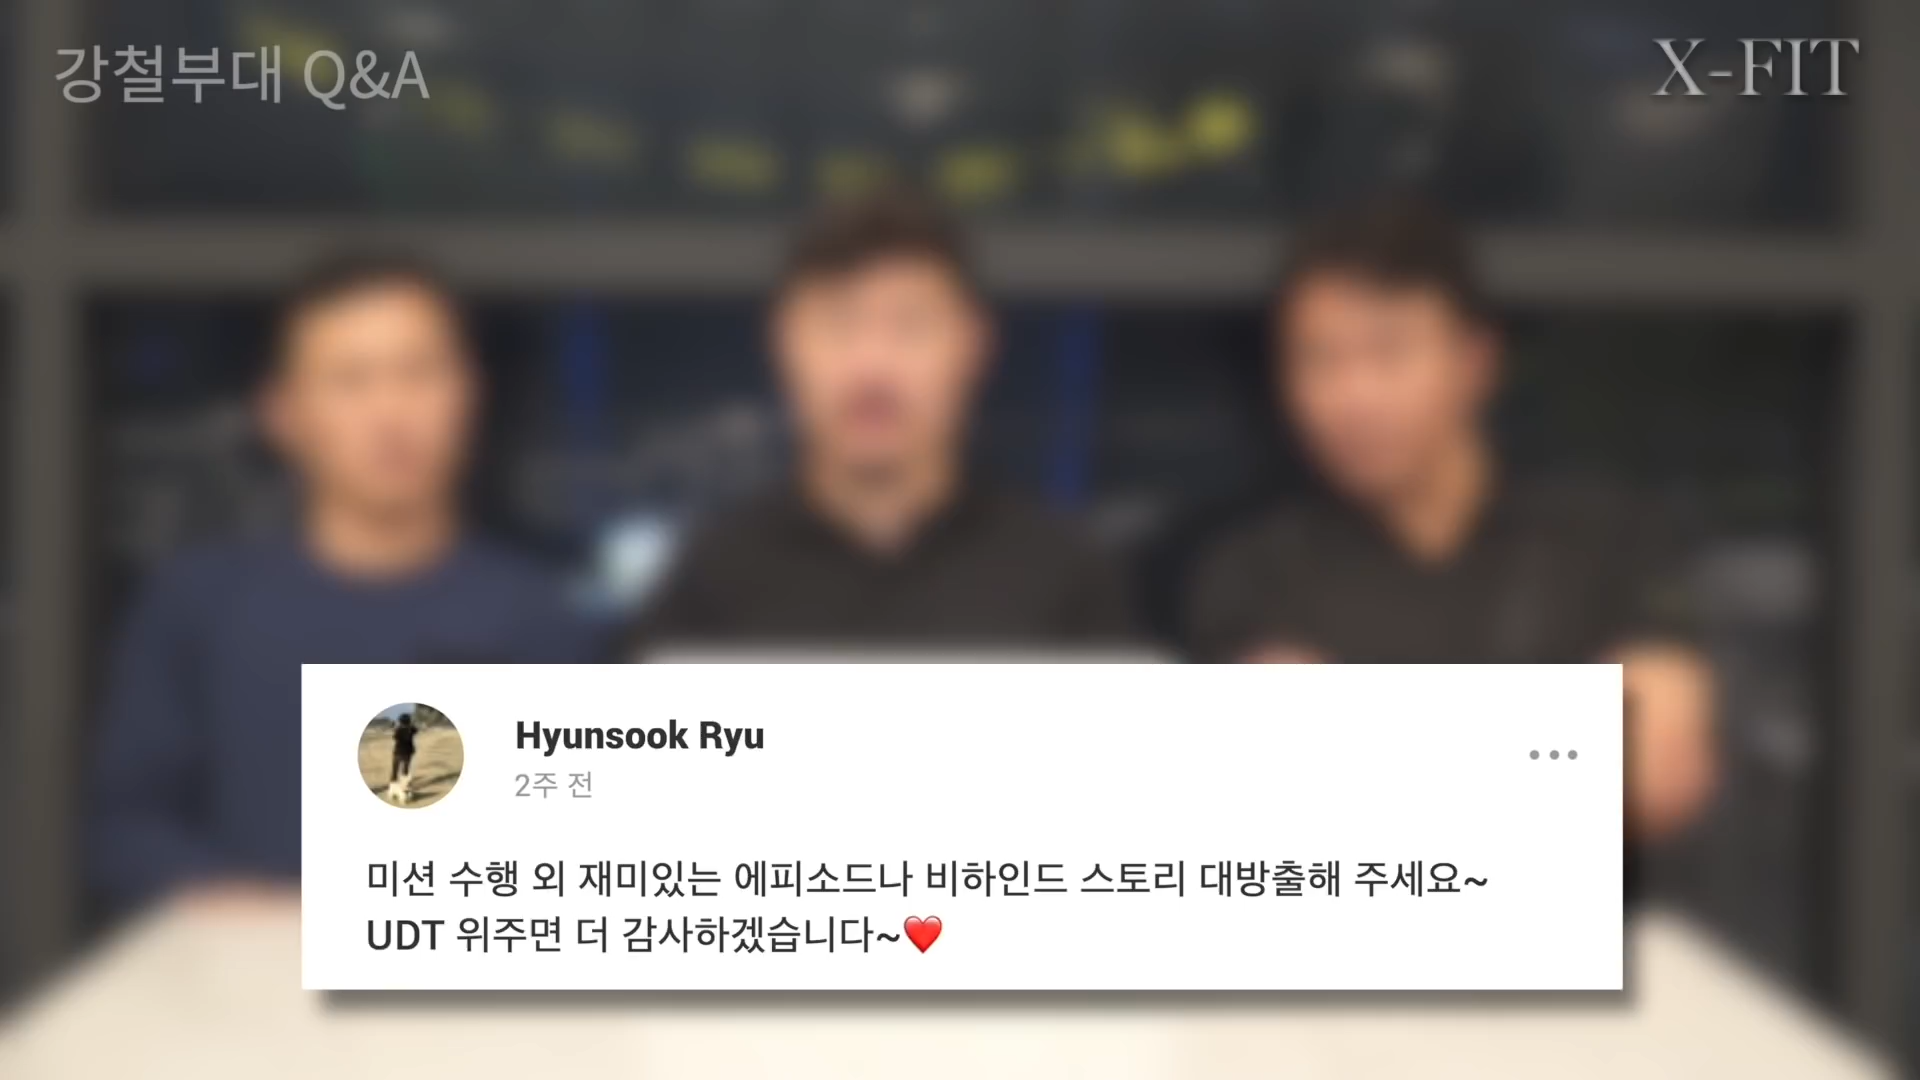 강철부대 Q&A
X-FIT
Hyunsook Ryu
2주 전
미션 수행 외 재미있는 에피소드나 비하인드 스토리 대방출해 주세요~
UDT 위주면 더 감사하겠습니다~❤️